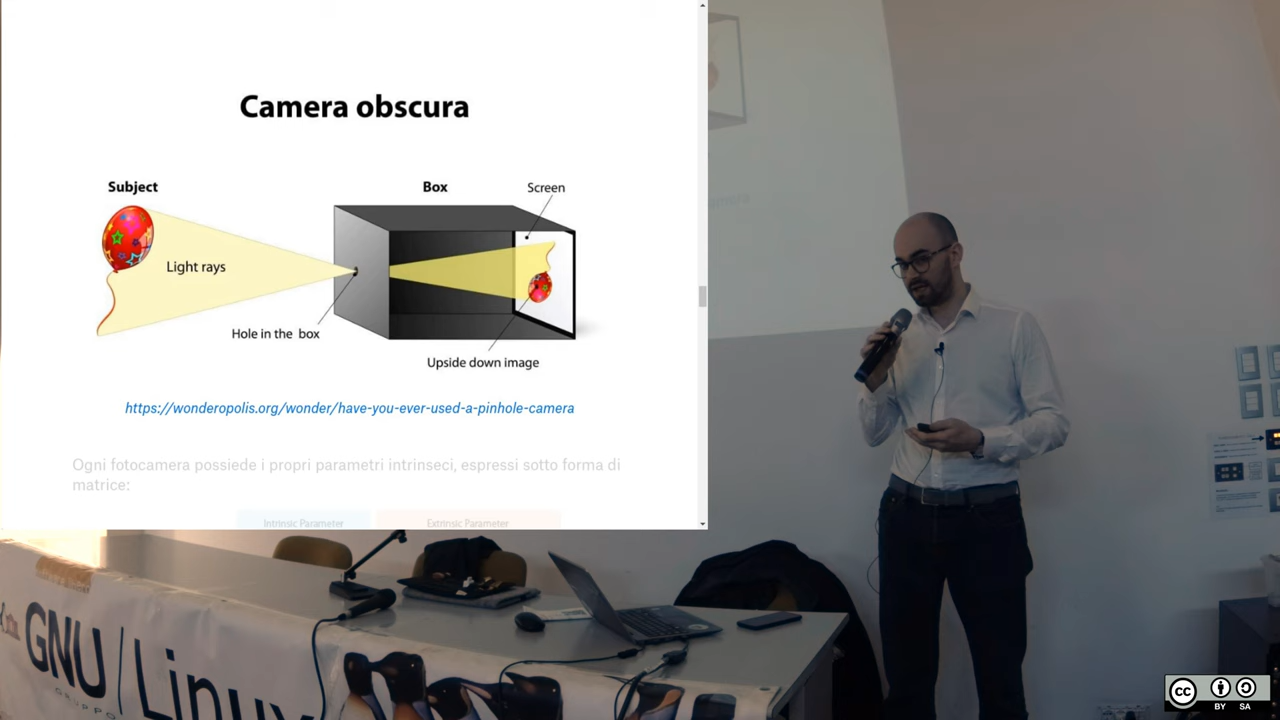 Camera obscura
Subject
Box
Screen
Light rays
Hole in the box
Upside down image
https://wonderopolis.org/wonder/have-you-ever-used-a-pinhole-camera
Ogni fotocamera possiede i propri parametri intrinseci, espressi sotto forma di
matrice:
Intrinsic Parameter
Extrinsic Parameter
GNU/Linux
GRUPPO
cc
BY SA